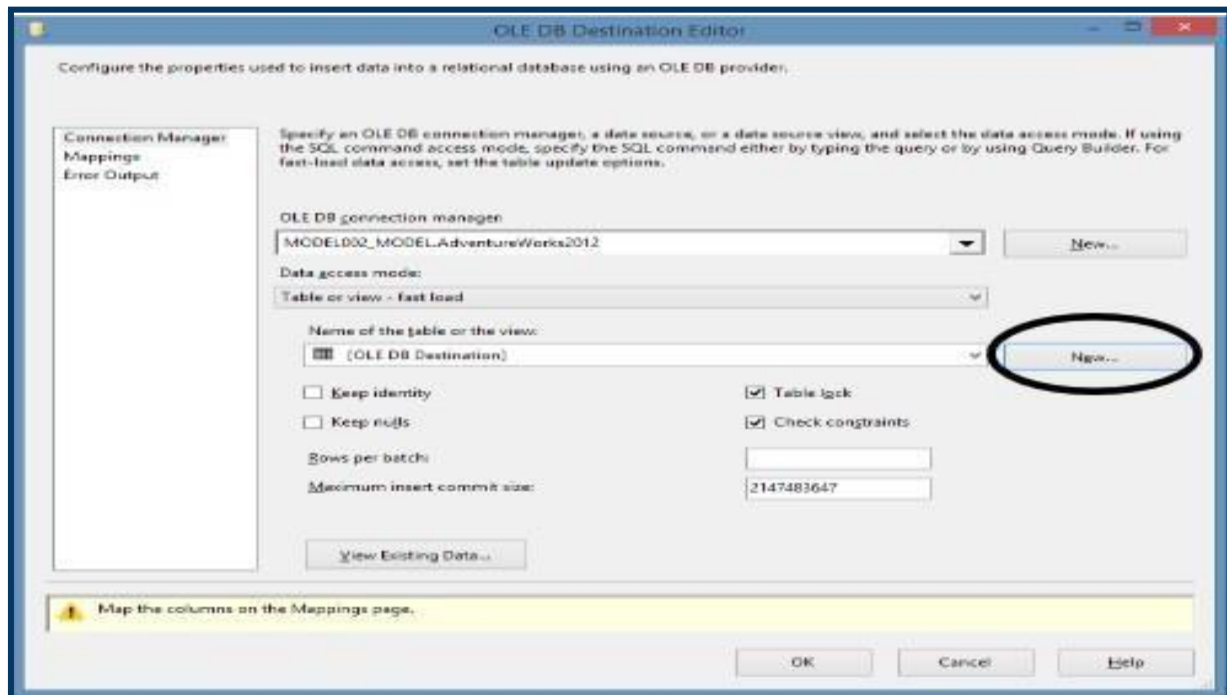 OLE DB Destination Editor
Configure the properties used to insert data into a relational database using an OLE DB provider.
Connection Manager
Mappings
Error Output
Specify an OLE DB connection manager, a data source, or a data source view, and select the data access mode. If using
the SQL command access mode, specify the SQL command either by typing the query or by using Query Builder. For
fast-load data access, set the table update options.
OLE DB connection manager:
MODEL002_MODEL.AdventureWorks2012
New...
Data access mode:
Table or view - fast load
Name of the table or the view:
[OLE DB Destination]
New...
Keep identity
Table lock
Keep nulls
Check constraints
Rows per batch:
Maximum insert commit size:
2147483647
View Existing Data...
Map the columns on the Mappings page.
OK
Cancel
Help